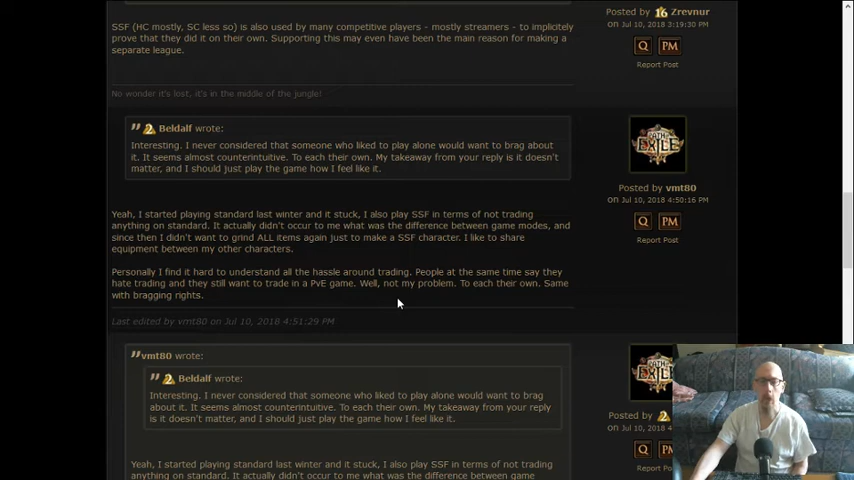 SSF (HC mostly, SC less so) is also used by many competitive players - mostly streamers - to implicitly
prove that they did it on their own. Supporting this may even have been the main reason for making a
separate league.
No wonder it's lost, it's in the middle of the jungle!
Posted by 16 Zrevnur
on Jul 10, 2018 3:19:30 PM
Q PM
Report Post
" 2 Beldalf wrote:
Interesting. I never considered that someone who liked to play alone would want to brag about
it. It seems almost counterintuitive. To each their own. My takeaway from your reply is it doesn't
matter, and I should just play the game how I feel like it.
Yeah, I started playing standard last winter and it stuck, I also play SSF in terms of not trading
anything on standard. It actually didn't occur to me what was the difference between game modes, and
since then I didn't want to grind ALL items again just to make a SSF character. I like to share
equipment between my other characters.
Personally I find it hard to understand all the hassle around trading. People at the same time say they
hate trading and they still want to trade in a PvE game. Well, not my problem. To each their own. Same
with bragging rights.
Last edited by vmt80 on Jul 10, 2018 4:51:29 PM
PATH OF EXILE
Posted by vmt80
on Jul 10, 2018 4:50:16 PM
Q PM
Report Post
"vmt80 wrote:
" 2 Beldalf wrote:
Interesting. I never considered that someone who liked to play alone would want to brag
about it. It seems almost counterintuitive. To each their own. My takeaway from your reply
is it doesn't matter, and I should just play the game how I feel like it.
Yeah, I started playing standard last winter and it stuck, I also play SSF in terms of not trading
anything on standard. It actually didn't occur to me what was the difference between game
Posted by 2
on Jul 10, 2018
Q
Report Po